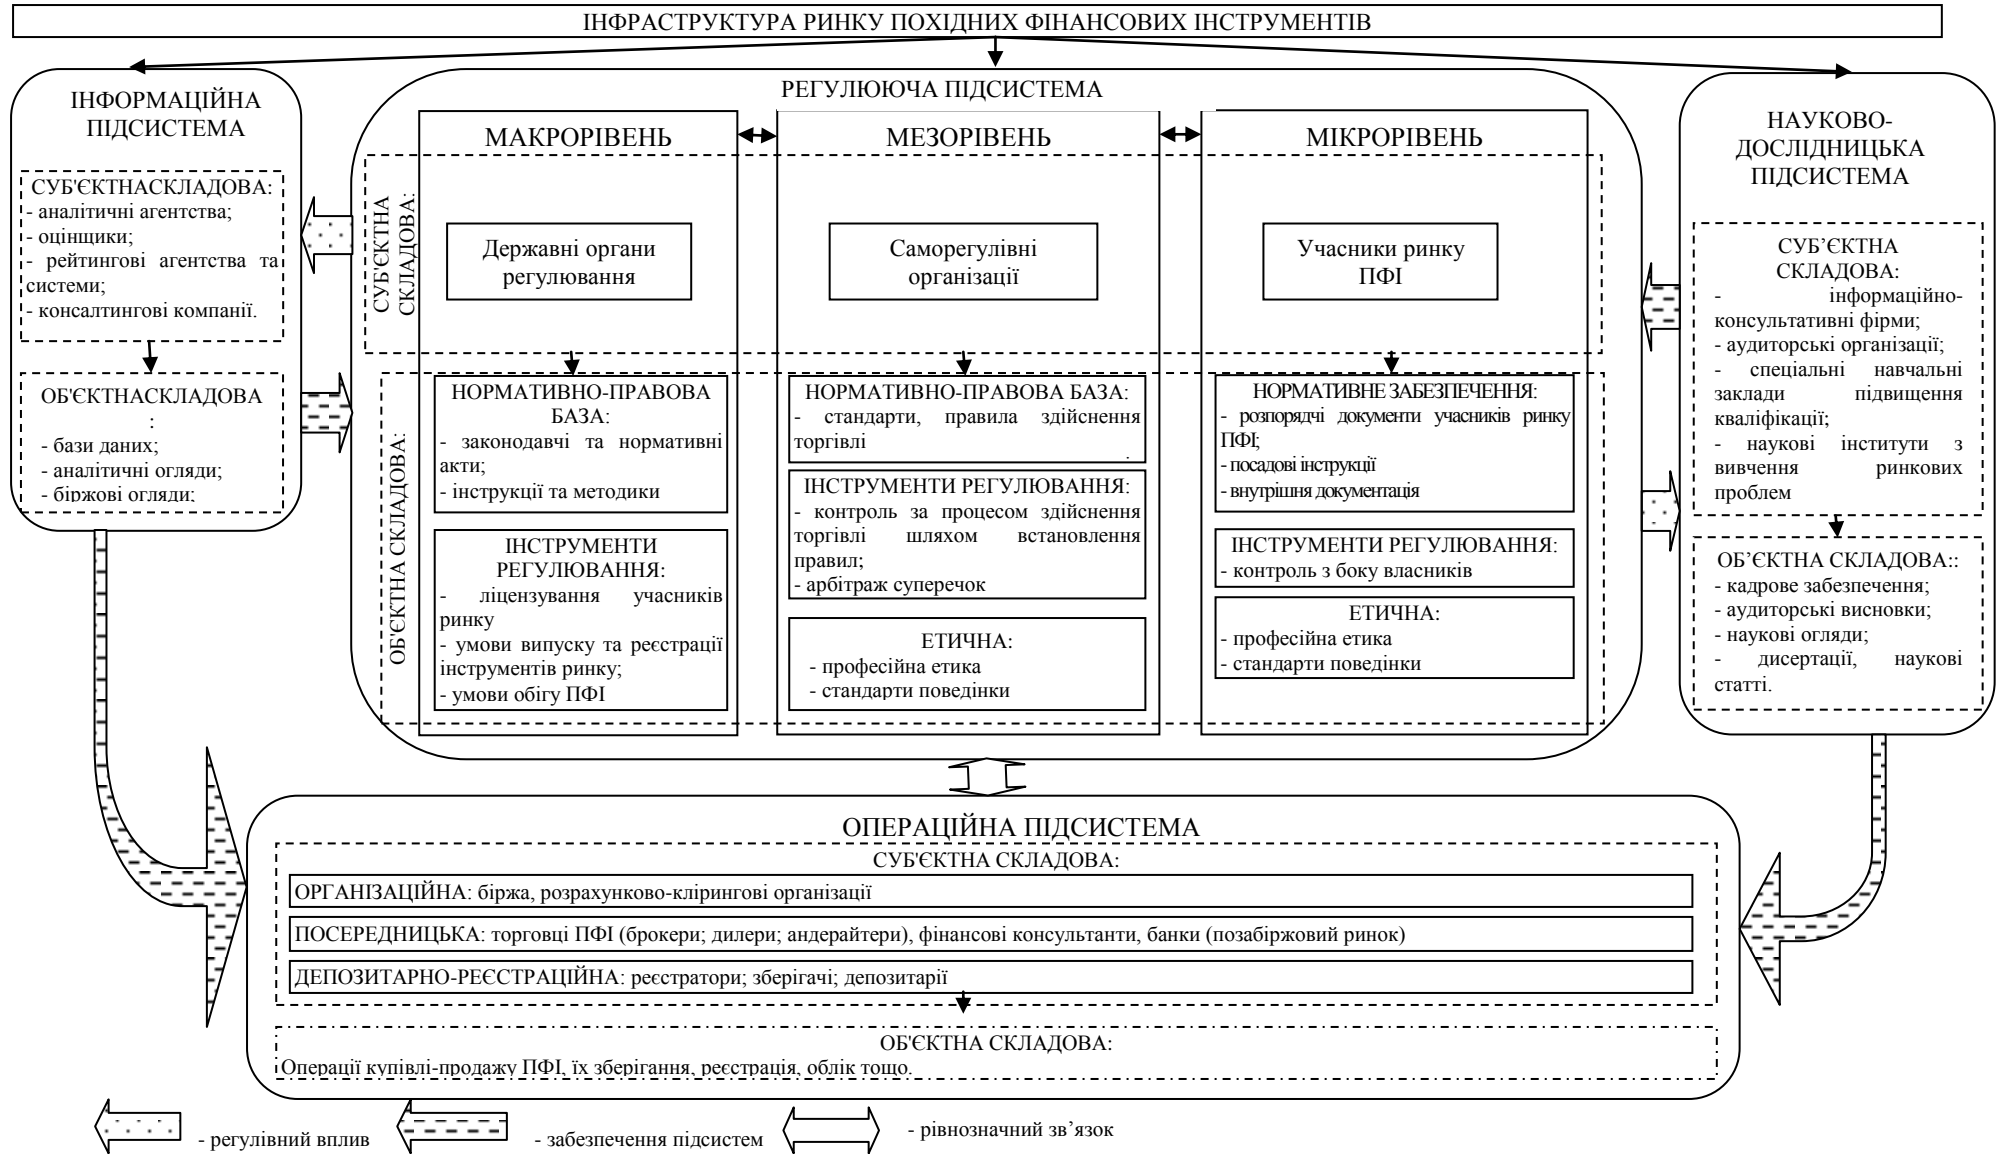 ІНФРАСТРУКТУРА РИНКУ ПОХІДНИХ ФІНАНСОВИХ ІНСТРУМЕНТІВ
ІНФОРМАЦІЙНА
ПІДСИСТЕМА
СУБ'ЄКТНАСКЛАДОВА:
- аналітичні агентства;
- оцінщики;
- рейтингові агентства та
системи;
- консалтингові компанії.
ОБ'ЄКТНАСКЛАДОВА
:
- бази даних;
- аналітичні огляди;
- біржові огляди;
РЕГУЛЮЮЧА ПІДСИСТЕМА
СУБ'ЄКТНА
СКЛАДОВА:
ОБ'ЄКТНА СКЛАДОВА:
МАКРОРІВЕНЬ
Державні органи
регулювання
НОРМАТИВНО-ПРАВОВА
БАЗА:
- законодавчі та нормативні
акти;
- інструкції та методики
ІНСТРУМЕНТИ
РЕГУЛЮВАННЯ:
- ліцензування учасників
ринку
- умови випуску та реєстрації
інструментів ринку;
- умови обігу ПФІ
МЕЗОРІВЕНЬ
Саморегулівні
організації
НОРМАТИВНО-ПРАВОВА БАЗА:
- стандарти, правила здійснення
торгівлі
.
ІНСТРУМЕНТИ РЕГУЛЮВАННЯ:
- контроль за процесом здійснення
торгівлі шляхом встановлення
правил;
- арбітраж суперечок
ЕТИЧНА:
- професійна етика
- стандарти поведінки
МІКРОРІВЕНЬ
Учасники ринку
ПФІ
НОРМАТИВНЕ ЗАБЕЗПЕЧЕННЯ:
- розпорядчі документи учасників ринку
ПФІ;
- посадові інструкції
- внутрішня документація
ІНСТРУМЕНТИ РЕГУЛЮВАННЯ:
- контроль з боку власників
ЕТИЧНА:
- професійна етика
- стандарти поведінки
НАУКОВО-
ДОСЛІДНИЦЬКА
ПІДСИСТЕМА
СУБ’ЄКТНА
СКЛАДОВА:
- інформаційно-
консультативні фірми;
- аудиторські організації;
- спеціальні навчальні
заклади підвищення
кваліфікації;
- наукові інститути з
вивчення ринкових
проблем
ОБ’ЄКТНА СКЛАДОВА::
- кадрове забезпечення;
- аудиторські висновки;
- наукові огляди;
- дисертації, наукові
статті.
ОПЕРАЦІЙНА ПІДСИСТЕМА
СУБ'ЄКТНА СКЛАДОВА:
ОРГАНІЗАЦІЙНА: біржа, розрахунково-клірингові організації
ПОСЕРЕДНИЦЬКА: торговці ПФІ (брокери; дилери; андерайтери), фінансові консультанти, банки (позабіржовий ринок)
ДЕПОЗИТАРНО-РЕЄСТРАЦІЙНА: реєстратори; зберігачі; депозитарії
ОБ'ЄКТНА СКЛАДОВА:
Операції купівлі-продажу ПФІ, їх зберігання, реєстрація, облік тощо.
- регулівний вплив
- забезпечення підсистем
- рівнозначний зв’язок